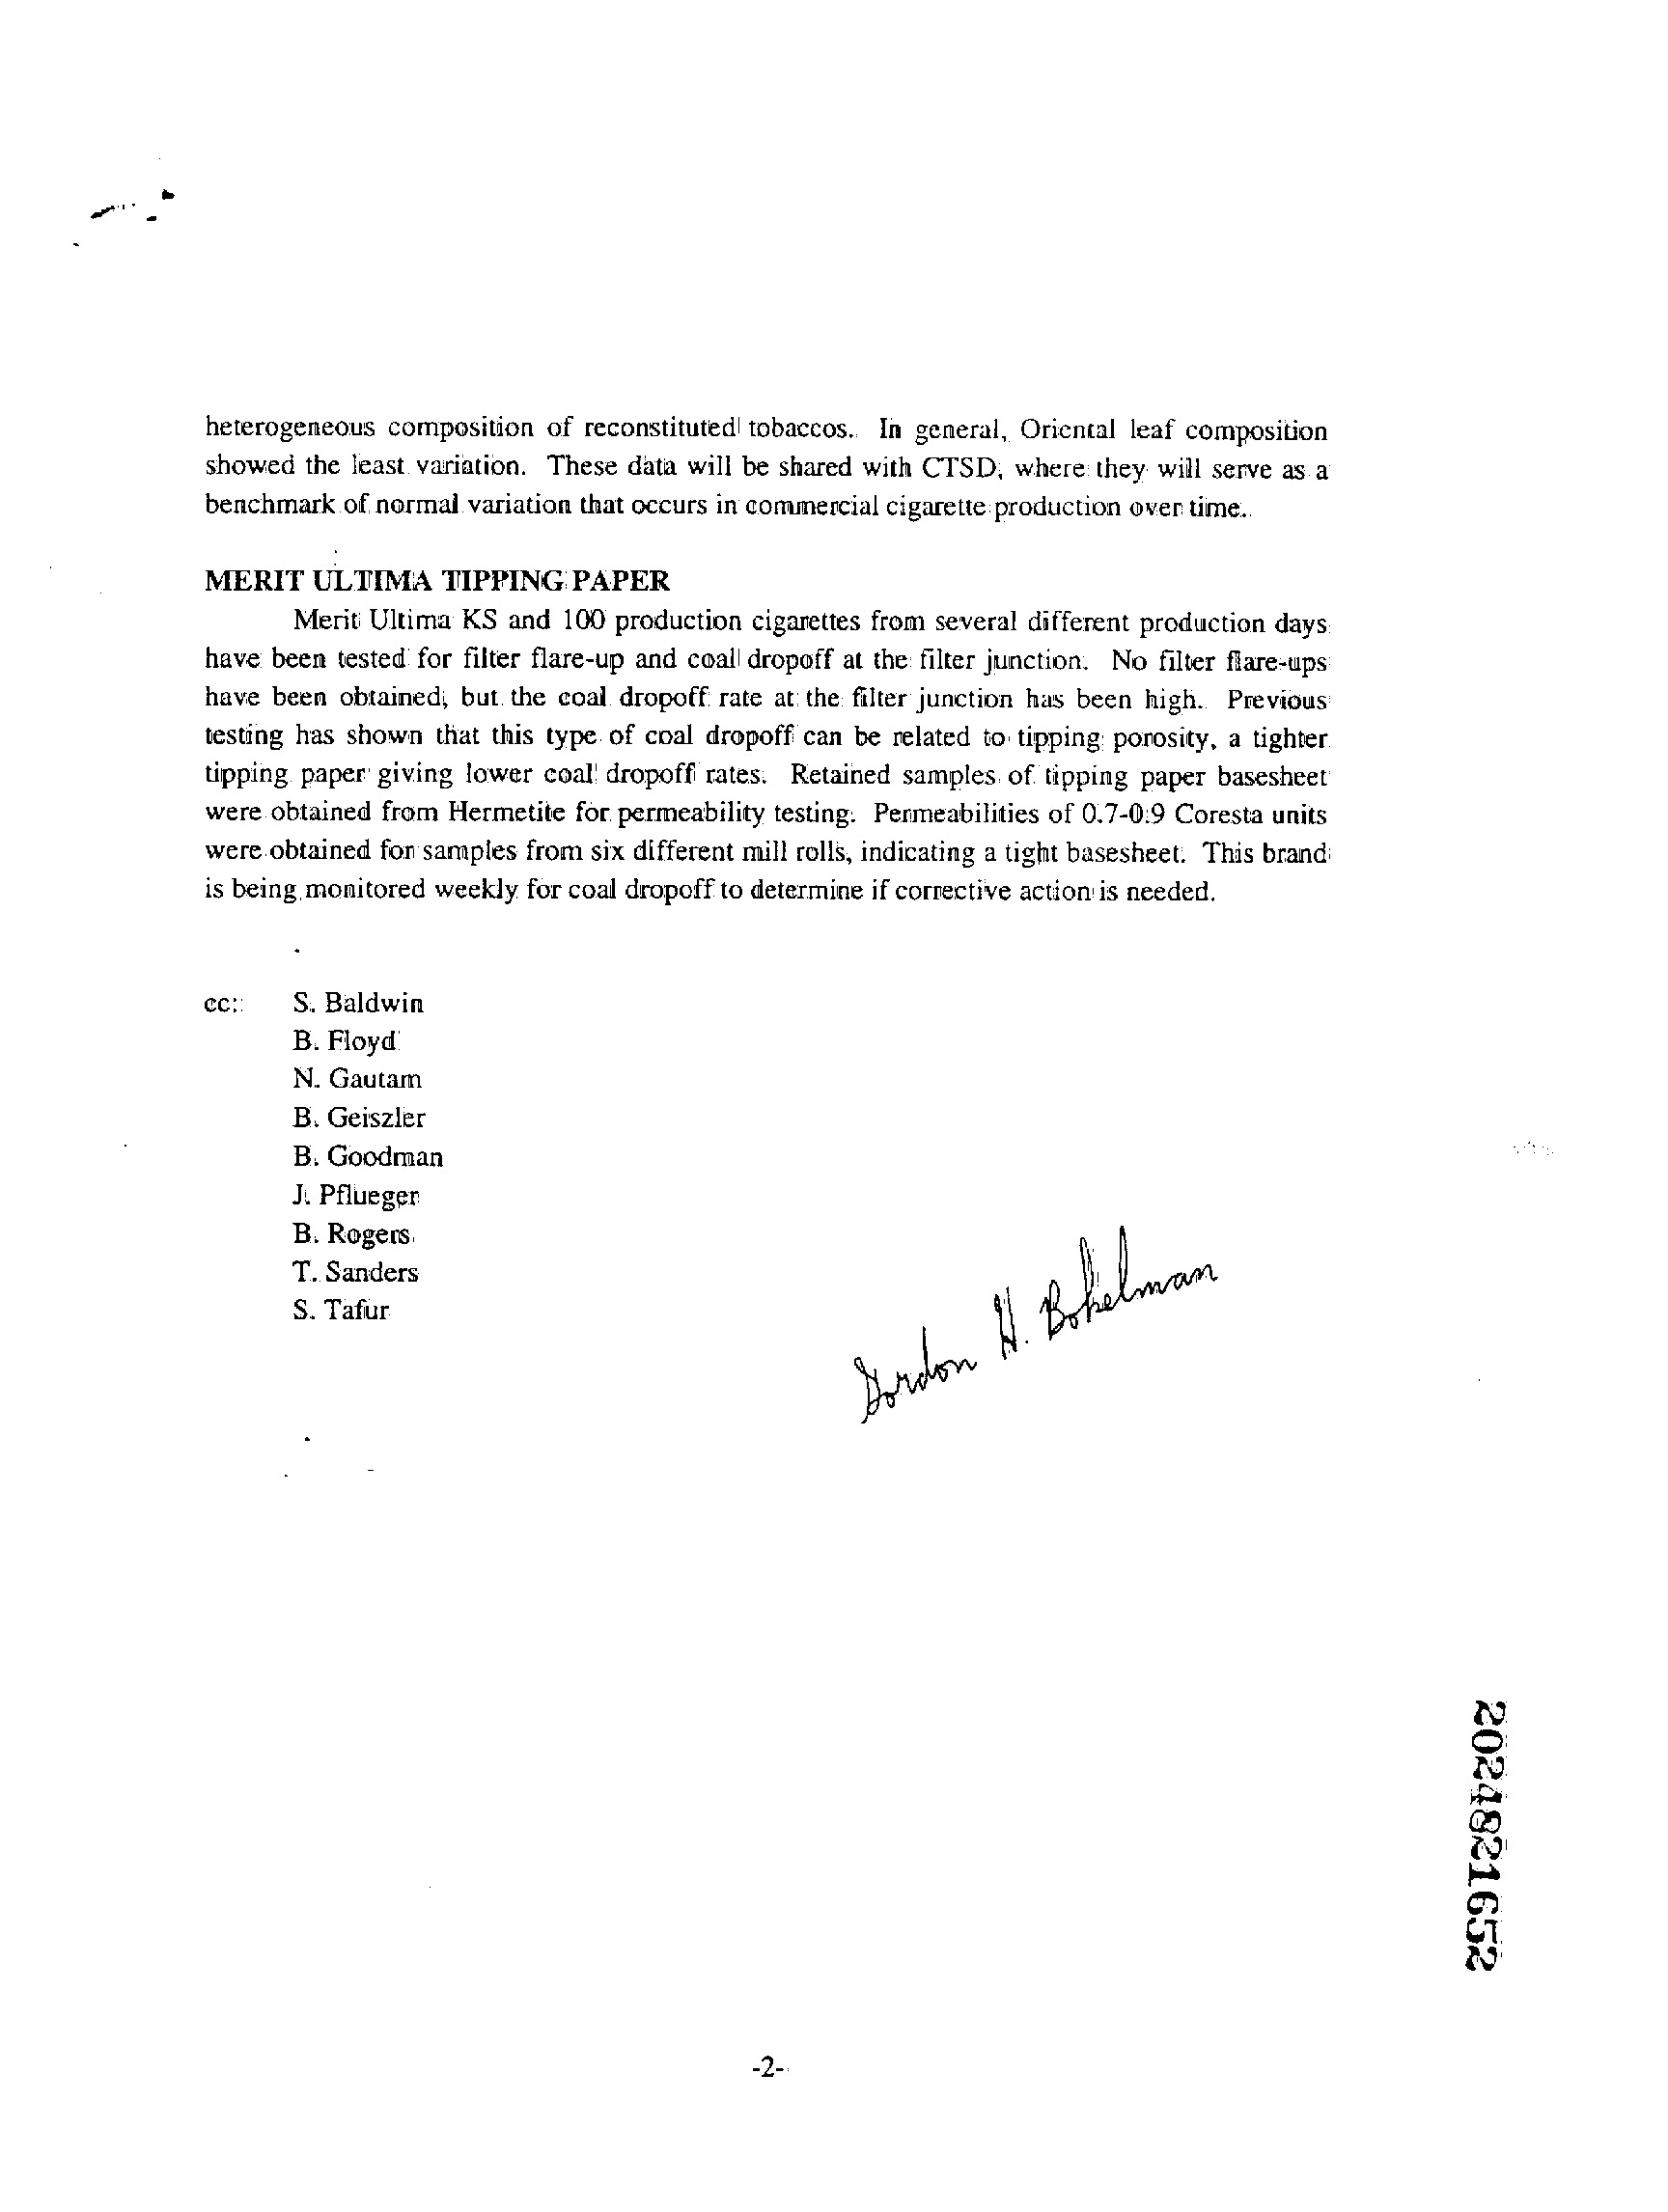 heterogeneous composition of reconstituted tobaccos. In general, Oriental leaf composition
showed the least variation. These data will be shared with CTSD, where they will serve as a
benchmark of normal variation that occurs in commercial cigarette production over time.
MERIT ULTIMA TIPPING PAPER
Merit Ultima KS and 100 production cigarettes from several different production days
have been tested for filter flare-up and coal dropoff at the filter junction. No filter flare-ups
have been obtained, but the coal dropoff rate at the filter junction has been high. Previous
testing has shown that this type of coal dropoff can be related to tipping porosity, a tighter
tipping paper giving lower coal dropoff rates. Retained samples of tipping paper basesheet
were obtained from Hermetite for permeability testing. Permeabilities of 0.7-0.9 Coresta units
were obtained for samples from six different mill rolls, indicating a tight basesheet. This brand
is being monitored weekly for coal dropoff to determine if corrective action is needed.
cc: S. Baldwin
B. Floyd
N. Gautam
B. Geiszler
B. Goodman
J. Pflueger
B. Rogers
T. Sanders
S. Tafur
Gordon H. Bokelman
2024821652
-2-